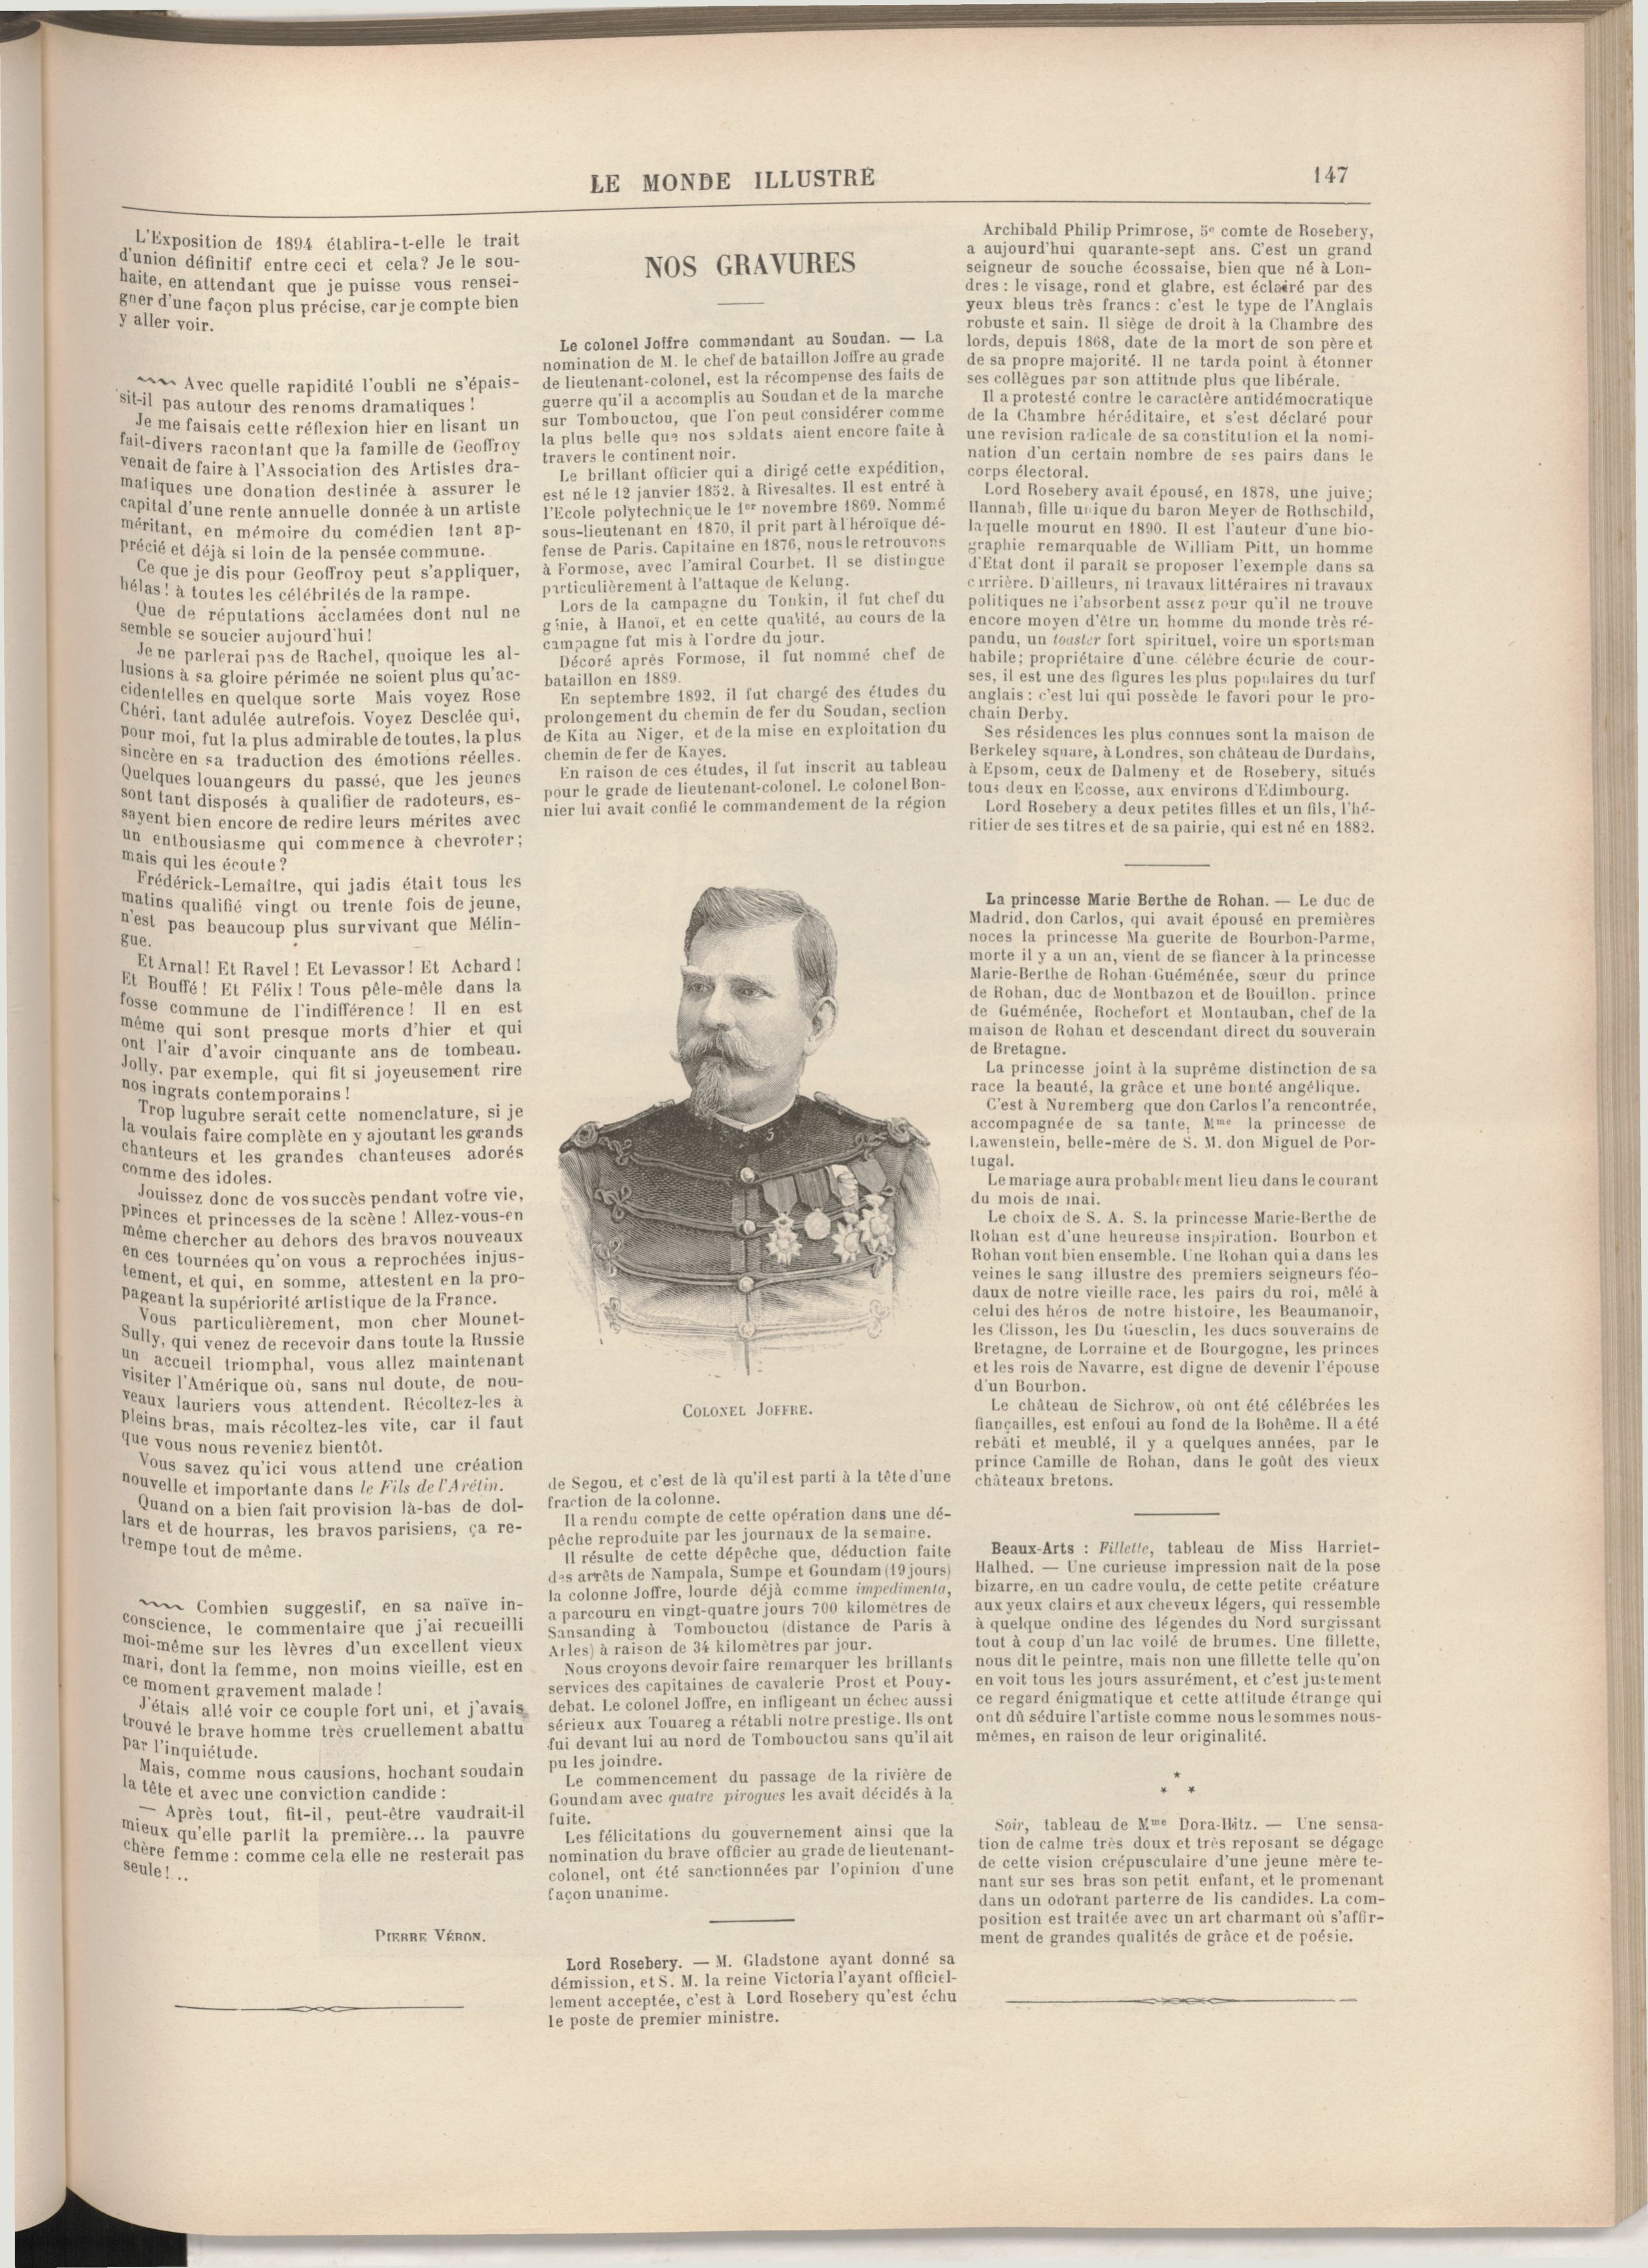 LE MONDE ILLUSTRÉ
147
L'Exposition de 1894 établira-t-elle le trait
d'union définitif entre ceci et cela? Je le sou-
haite, en attendant que je puisse vous rensei-
gner d'une façon plus précise, car je compte bien
y aller voir.
Avec quelle rapidité l'oubli ne s'épais-
sit-il pas autour des renoms dramatiques !
Je me faisais cette réflexion hier en lisant un
fait-divers racontant que la famille de Geoffroy
venait de faire à l'Association des Artistes dra-
matiques une donation destinée à assurer le
capital d'une rente annuelle donnée à un artiste
méritant, en mémoire du comédien tant ap-
précié et déjà si loin de la pensée commune.
Ce que je dis pour Geoffroy peut s'appliquer,
hélas ! à toutes les célébrités de la rampe.
Que de réputations acclamées dont nul ne
semble se soucier aujourd'hui !
Je ne parlerai pas de Rachel, quoique les al-
lusions à sa gloire périmée ne soient plus qu'ac-
cidentelles en quelque sorte Mais voyez Rose
Chéri, tant adulée autrefois. Voyez Desclée qui,
pour moi, fut la plus admirable de toutes, la plus
sincère en sa traduction des émotions réelles.
Quelques louangeurs du passé, que les jeunes
sont tant disposés à qualifier de radoteurs, es-
sayent bien encore de redire leurs mérites avec
un enthousiasme qui commence à chevroter;
mais qui les écoute ?
Frédérick-Lemaître, qui jadis était tous les
matins qualifié vingt ou trente fois de jeune,
n'est pas beaucoup plus survivant que Mélin-
gue.
Et Arnal! Et Ravel ! Et Levassor! Et Achard !
Et Bouffé ! Et Félix ! Tous pêle-mêle dans la
fosse commune de l'indifférence ! Il en est
même qui sont presque morts d'hier et qui
ont l'air d'avoir cinquante ans de tombeau.
Jolly, par exemple, qui fit si joyeusement rire
nos ingrats contemporains !
Trop lugubre serait cette nomenclature, si je
la voulais faire complète en y ajoutant les grands
chanteurs et les grandes chanteuses adorés
comme des idoles.
Jouissez donc de vos succès pendant votre vie,
princes et princesses de la scène ! Allez-vous-en
même chercher au dehors des bravos nouveaux
en ces tournées qu'on vous a reprochées injus-
tement, et qui, en somme, attestent en la pro-
pageant la supériorité artistique de la France.
Vous particulièrement, mon cher Mounet-
Sully, qui venez de recevoir dans toute la Russie
un accueil triomphal, vous allez maintenant
visiter l'Amérique où, sans nul doute, de nou-
veaux lauriers vous attendent. Récoltez-les à
pleins bras, mais récoltez-les vite, car il faut
que vous nous reveniez bientôt.
Vous savez qu'ici vous attend une création
nouvelle et importante dans le Fils de l'Arétin.
Quand on a bien fait provision là-bas de dol-
lars et de hourras, les bravos parisiens, ça re-
trempe tout de même.
Combien suggestif, en sa naïve in-
conscience, le commentaire que j'ai recueilli
moi-même sur les lèvres d'un excellent vieux
mari, dont la femme, non moins vieille, est en
ce moment gravement malade !
J'étais allé voir ce couple fort uni, et j'avais
trouvé le brave homme très cruellement abattu
par l'inquiétude.
Mais, comme nous causions, hochant soudain
la tête et avec une conviction candide :
— Après tout, fit-il, peut-être vaudrait-il
mieux qu'elle partît la première... la pauvre
chère femme : comme cela elle ne resterait pas
seule !...
PIERRE VÉRON.
NOS GRAVURES
Le colonel Joffre commandant au Soudan. — La
nomination de M. le chef de bataillon Joffre au grade
de lieutenant-colonel, est la récompense des faits de
guerre qu'il a accomplis au Soudan et de la marche
sur Tombouctou, que l'on peut considérer comme
la plus belle que nos soldats aient encore faite à
travers le continent noir.
Le brillant officier qui a dirigé cette expédition,
est né le 12 janvier 1852, à Rivesaltes. Il est entré à
l'Ecole polytechnique le 1er novembre 1869. Nommé
sous-lieutenant en 1870, il prit part à l'héroïque dé-
fense de Paris. Capitaine en 1876, nous le retrouvons
à Formose, avec l'amiral Courbet. Il se distingue
particulièrement à l'attaque de Kelung.
Lors de la campagne du Tonkin, il fut chef du
génie, à Hanoï, et en cette qualité, au cours de la
campagne fut mis à l'ordre du jour.
Décoré après Formose, il fut nommé chef de
bataillon en 1889.
En septembre 1892, il fut chargé des études du
prolongement du chemin de fer du Soudan, section
de Kita au Niger, et de la mise en exploitation du
chemin de fer de Kayes.
En raison de ces études, il fut inscrit au tableau
pour le grade de lieutenant-colonel. Le colonel Bon-
nier lui avait confié le commandement de la région
COLONEL JOFFRE.
de Segou, et c'est de là qu'il est parti à la tête d'une
fraction de la colonne.
Il a rendu compte de cette opération dans une dé-
pêche reproduite par les journaux de la semaine.
Il résulte de cette dépêche que, déduction faite
des arrêts de Nampala, Sumpe et Goundam (19 jours)
la colonne Joffre, lourde déjà comme impedimenta,
a parcouru en vingt-quatre jours 700 kilomètres de
Sansanding à Tombouctou (distance de Paris à
Arles) à raison de 34 kilomètres par jour.
Nous croyons devoir faire remarquer les brillants
services des capitaines de cavalerie Prost et Pouy-
debat. Le colonel Joffre, en infligeant un échec aussi
sérieux aux Touareg a rétabli notre prestige. Ils ont
fui devant lui au nord de Tombouctou sans qu'il ait
pu les joindre.
Le commencement du passage de la rivière de
Goundam avec quatre pirogues les avait décidés à la
fuite.
Les félicitations du gouvernement ainsi que la
nomination du brave officier au grade de lieutenant-
colonel, ont été sanctionnées par l'opinion d'une
façon unanime.
Lord Rosebery. — M. Gladstone ayant donné sa
démission, et S. M. la reine Victoria l'ayant officiel-
lement acceptée, c'est à Lord Rosebery qu'est échu
le poste de premier ministre.
Archibald Philip Primrose, 5e comte de Rosebery,
a aujourd'hui quarante-sept ans. C'est un grand
seigneur de souche écossaise, bien que né à Lon-
dres : le visage, rond et glabre, est éclairé par des
yeux bleus très francs : c'est le type de l'Anglais
robuste et sain. Il siège de droit à la Chambre des
lords, depuis 1868, date de la mort de son père et
de sa propre majorité. Il ne tarda point à étonner
ses collègues par son attitude plus que libérale.
Il a protesté contre le caractère antidémocratique
de la Chambre héréditaire, et s'est déclaré pour
une revision radicale de sa constitution et la nomi-
nation d'un certain nombre de ses pairs dans le
corps électoral.
Lord Rosebery avait épousé, en 1878, une juive;
Hannah, fille unique du baron Meyer de Rothschild,
laquelle mourut en 1890. Il est l'auteur d'une bio-
graphie remarquable de William Pitt, un homme
d'Etat dont il paraît se proposer l'exemple dans sa
carrière. D'ailleurs, ni travaux littéraires ni travaux
politiques ne l'absorbent assez pour qu'il ne trouve
encore moyen d'être un homme du monde très ré-
pandu, un toaster fort spirituel, voire un sportsman
habile; propriétaire d'une célèbre écurie de cour-
ses, il est une des figures les plus populaires du turf
anglais : c'est lui qui possède le favori pour le pro-
chain Derby.
Ses résidences les plus connues sont la maison de
Berkeley square, à Londres, son château de Durdans,
à Epsom, ceux de Dalmeny et de Rosebery, situés
tous deux en Ecosse, aux environs d'Edimbourg.
Lord Rosebery a deux petites filles et un fils, l'hé-
ritier de ses titres et de sa pairie, qui est né en 1882.
La princesse Marie Berthe de Rohan. — Le duc de
Madrid, don Carlos, qui avait épousé en premières
noces la princesse Ma guerite de Bourbon-Parme,
morte il y a un an, vient de se fiancer à la princesse
Marie-Berthe de Rohan-Guéménée, sœur du prince
de Rohan, duc de Montbazon et de Bouillon. prince
de Guéménée, Rochefort et Montauban, chef de la
maison de Rohan et descendant direct du souverain
de Bretagne.
La princesse joint à la suprême distinction de sa
race la beauté, la grâce et une bonté angélique.
C'est à Nuremberg que don Carlos l'a rencontrée,
accompagnée de sa tante, Mme la princesse de
Lawenstein, belle-mère de S. M. don Miguel de Por-
tugal.
Le mariage aura probablement lieu dans le courant
du mois de mai.
Le choix de S. A. S. la princesse Marie-Berthe de
Rohan est d'une heureuse inspiration. Bourbon et
Rohan vont bien ensemble. Une Rohan qui a dans les
veines le sang illustre des premiers seigneurs féo-
daux de notre vieille race, les pairs du roi, mêlé à
celui des héros de notre histoire, les Beaumanoir,
les Clisson, les Du Guesclin, les ducs souverains de
Bretagne, de Lorraine et de Bourgogne, les princes
et les rois de Navarre, est digne de devenir l'épouse
d'un Bourbon.
Le château de Sichrow, où ont été célébrées les
fiançailles, est enfoui au fond de la Bohême. Il a été
rebâti et meublé, il y a quelques années, par le
prince Camille de Rohan, dans le goût des vieux
châteaux bretons.
Beaux-Arts : Fillette, tableau de Miss Harriet-
Halhed. — Une curieuse impression naît de la pose
bizarre, en un cadre voulu, de cette petite créature
aux yeux clairs et aux cheveux légers, qui ressemble
à quelque ondine des légendes du Nord surgissant
tout à coup d'un lac voilé de brumes. Une fillette,
nous dit le peintre, mais non une fillette telle qu'on
en voit tous les jours assurément, et c'est justement
ce regard énigmatique et cette attitude étrange qui
ont dû séduire l'artiste comme nous le sommes nous-
mêmes, en raison de leur originalité.
Soir, tableau de Mme Dora-Hitz. — Une sensa-
tion de calme très doux et très reposant se dégage
de cette vision crépusculaire d'une jeune mère te-
nant sur ses bras son petit enfant, et le promenant
dans un odorant parterre de lis candides. La com-
position est traitée avec un art charmant où s'affir-
ment de grandes qualités de grâce et de poésie.